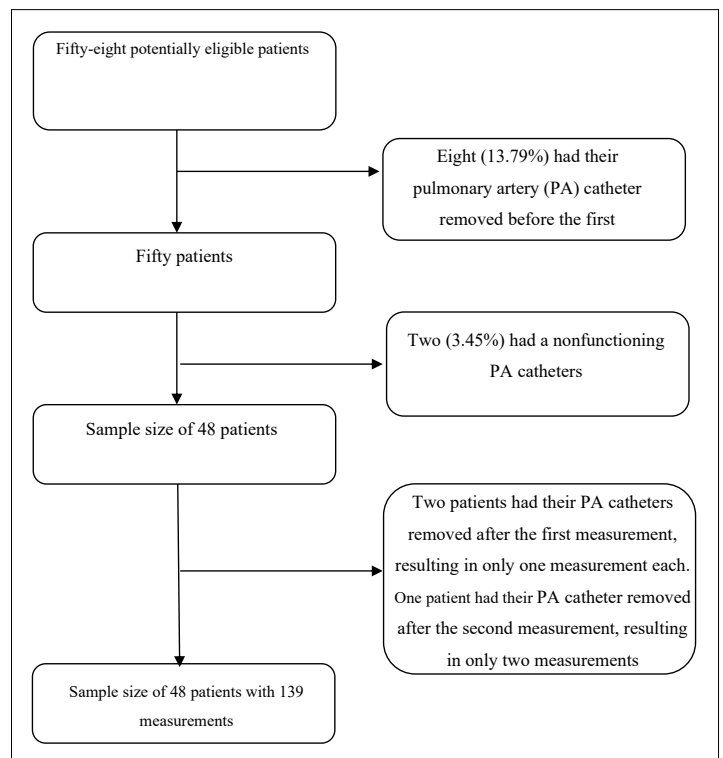 Fifty-eight potentially eligible patients
Eight (13.79%) had their
pulmonary artery (PA) catheter
removed before the first
Fifty patients
Two (3.45%) had a nonfunctioning
PA catheters
Sample size of 48 patients
Two patients had their PA catheters
removed after the first measurement,
resulting in only one measurement each.
One patient had their PA catheter removed
after the second measurement, resulting
in only two measurements
Sample size of 48 patients with 139
measurements